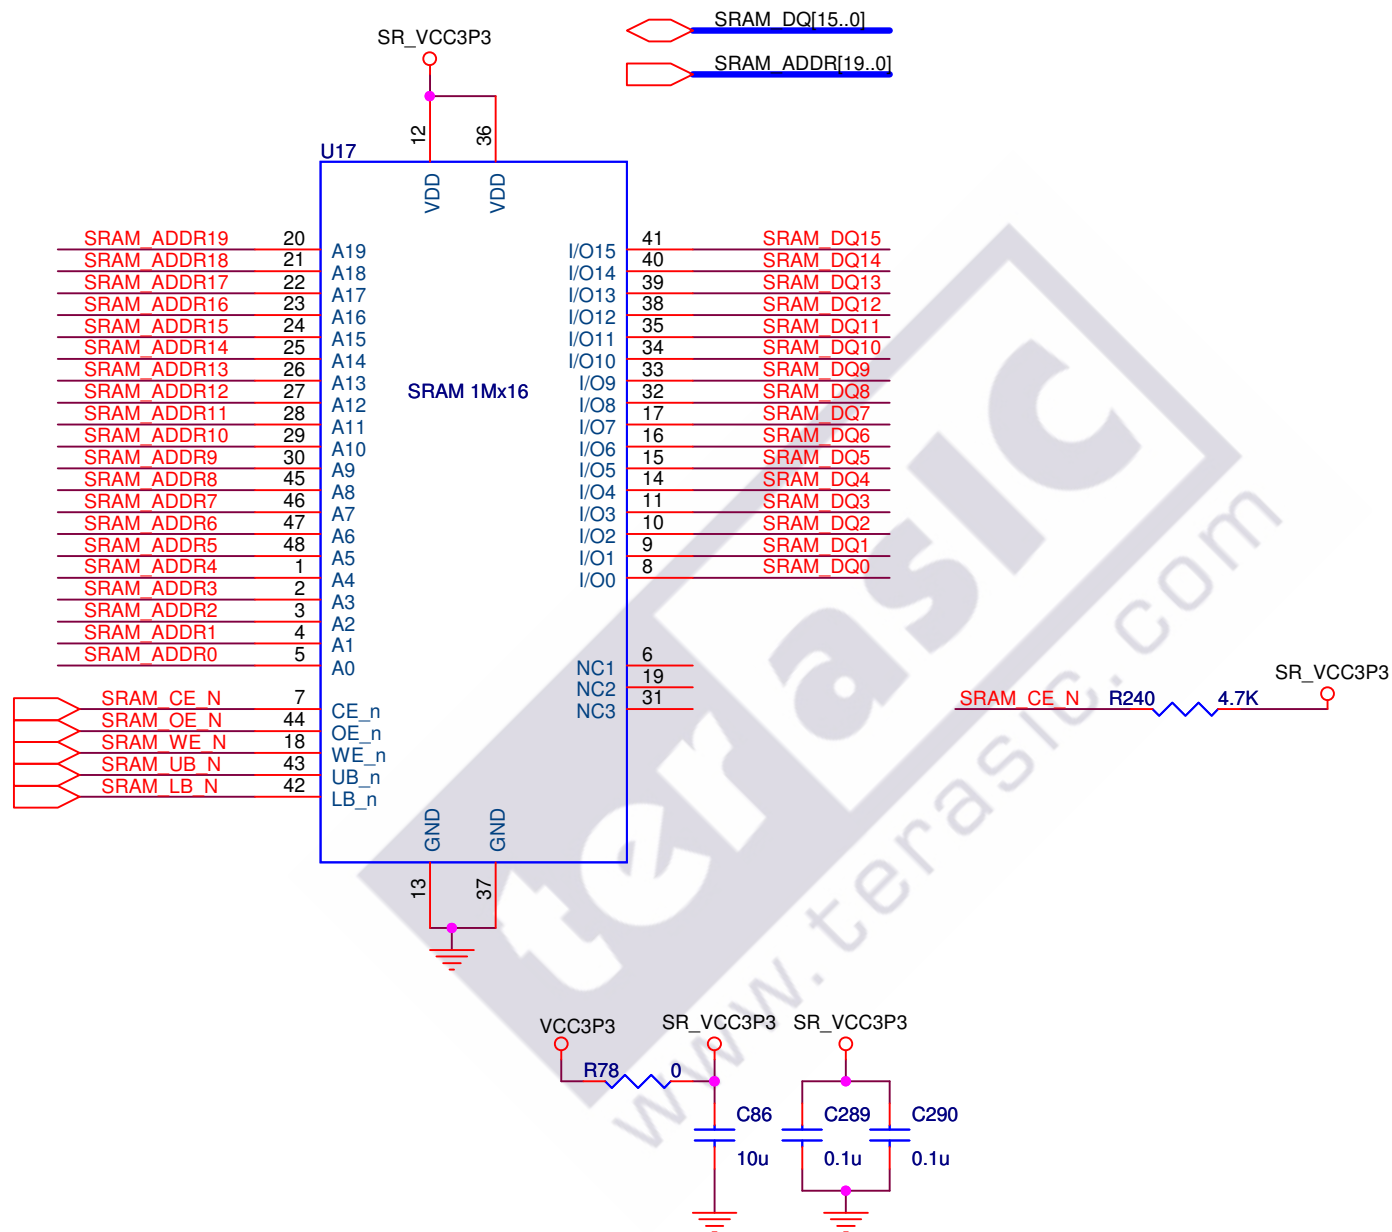 SRAM_DQ[15..0]
SR_VCC3P3
SRAM_ADDR[19..0]
12
36
U17
VDD
VDD
SRAM_ADDR19 20 A19 I/O15 41 SRAM_DQ15
SRAM_ADDR18 21 A18 I/O14 40 SRAM_DQ14
SRAM_ADDR17 22 A17 I/O13 39 SRAM_DQ13
SRAM_ADDR16 23 A16 I/O12 38 SRAM_DQ12
SRAM_ADDR15 24 A15 I/O11 35 SRAM_DQ11
SRAM_ADDR14 25 A14 I/O10 34 SRAM_DQ10
SRAM_ADDR13 26 A13 I/O9 33 SRAM_DQ9
SRAM 1Mx16
SRAM_ADDR12 27 A12 I/O8 32 SRAM_DQ8
SRAM_ADDR11 28 A11 I/O7 17 SRAM_DQ7
SRAM_ADDR10 29 A10 I/O6 16 SRAM_DQ6
SRAM_ADDR9 30 A9 I/O5 15 SRAM_DQ5
SRAM_ADDR8 45 A8 I/O4 14 SRAM_DQ4
SRAM_ADDR7 46 A7 I/O3 11 SRAM_DQ3
SRAM_ADDR6 47 A6 I/O2 10 SRAM_DQ2
SRAM_ADDR5 48 A5 I/O1 9 SRAM_DQ1
SRAM_ADDR4 1 A4 I/O0 8 SRAM_DQ0
SRAM_ADDR3 2 A3
SRAM_ADDR2 3 A2
SRAM_ADDR1 4 A1
SRAM_ADDR0 5 A0 NC1 6
NC2 19
SRAM_CE_N 7 CE_n NC3 31
SRAM_OE_N 44 OE_n
SRAM_WE_N 18 WE_n
SRAM_UB_N 43 UB_n
SRAM_LB_N 42 LB_n
SR_VCC3P3
SRAM_CE_N R240 4.7K
GND
GND
13
37
VCC3P3 SR_VCC3P3 SR_VCC3P3
R78 0
C86 C289 C290
10u 0.1u 0.1u
terasic
www.terasic.com